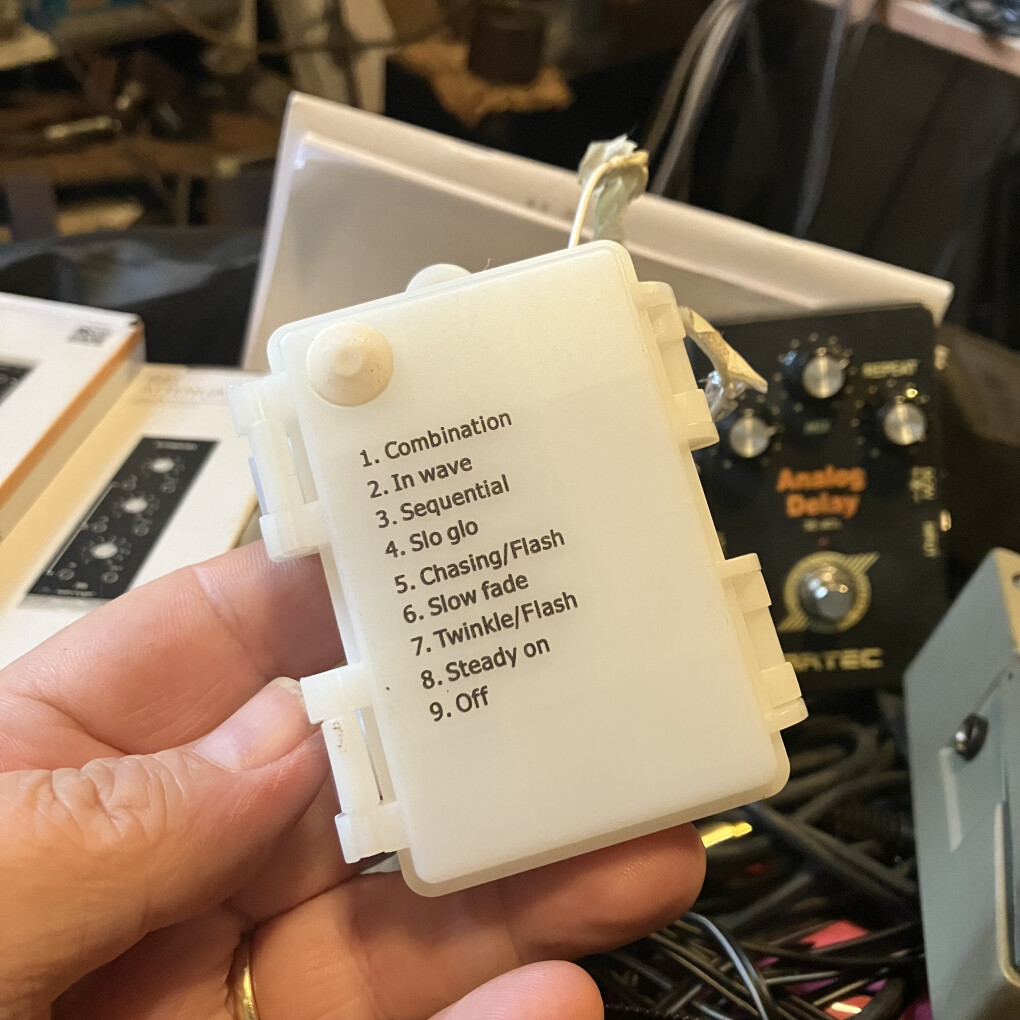 1. Combination
2. In wave
3. Sequential
4. Slo glo
5. Chasing/Flash
6. Slow fade
7. Twinkle/Flash
8. Steady on
9. Off
REPEAT
Analog
Delay
ARTEC